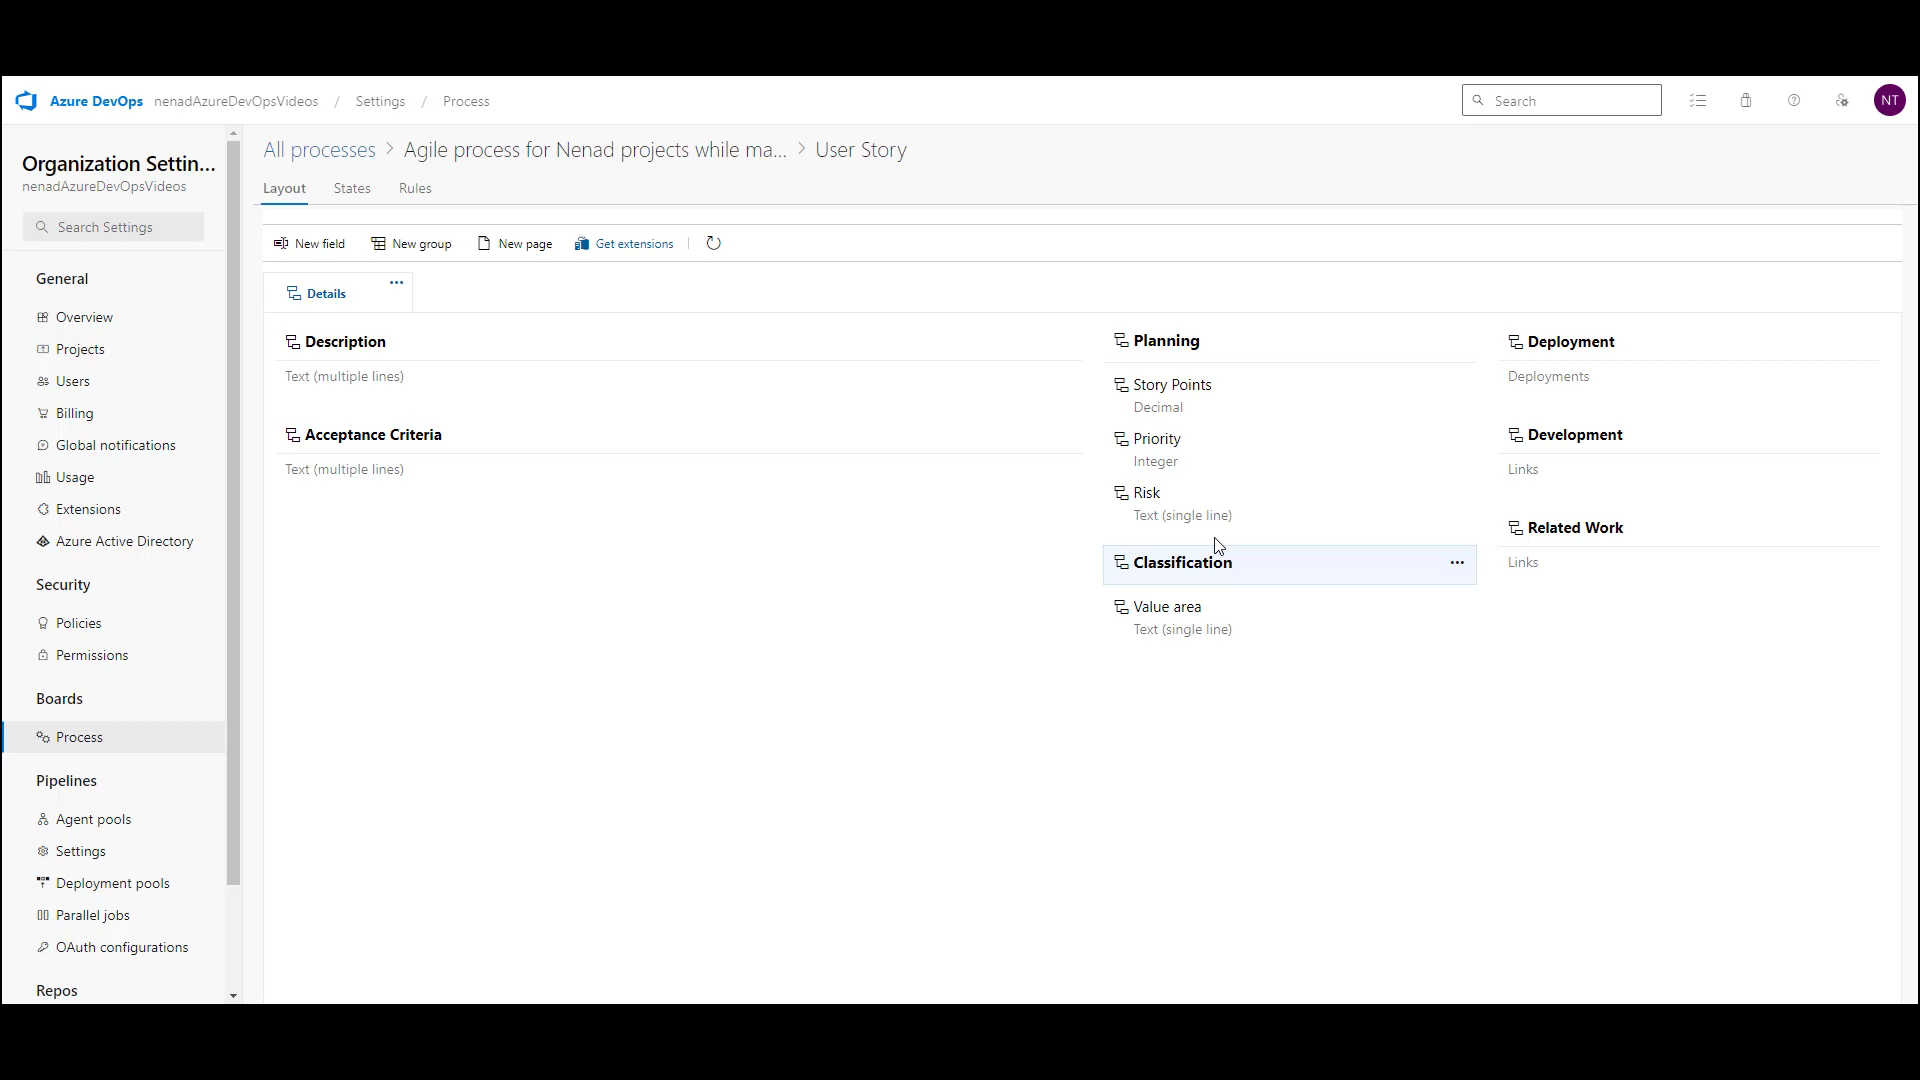 Azure DevOps nenadAzureDevOpsVideos / Settings / Process
Search
NT
Organization Settin...
nenadAzureDevOpsVideos
Search Settings
General
Overview
Projects
Users
Billing
Global notifications
Usage
Extensions
Azure Active Directory
Security
Policies
Permissions
Boards
Process
Pipelines
Agent pools
Settings
Deployment pools
Parallel jobs
OAuth configurations
Repos
All processes > Agile process for Nenad projects while ma... > User Story
Layout States Rules
New field New group New page Get extensions
Details ...
Description
Text (multiple lines)
Acceptance Criteria
Text (multiple lines)
Planning
Story Points
Decimal
Priority
Integer
Risk
Text (single line)
Classification ...
Value area
Text (single line)
Deployment
Deployments
Development
Links
Related Work
Links